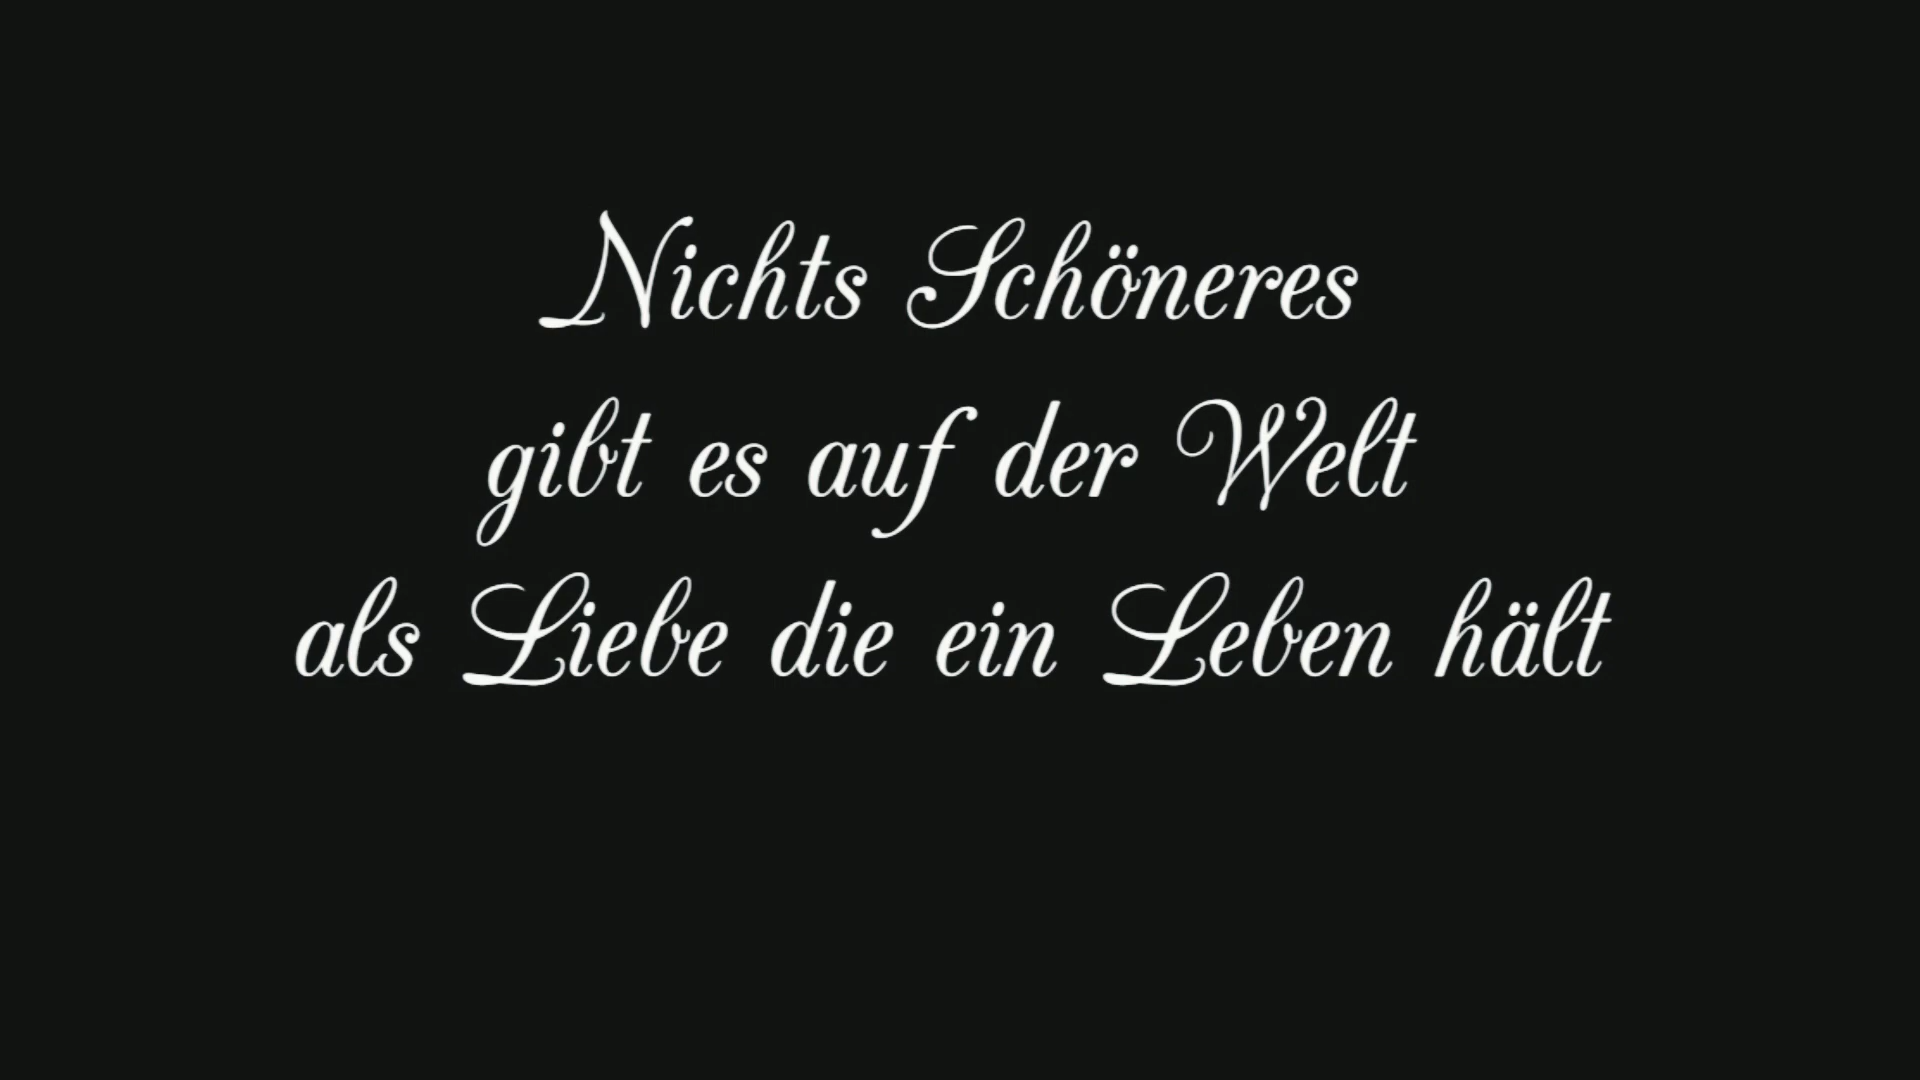 Nichts Schöneres
gibt es auf der Welt
als Liebe die ein Leben hält